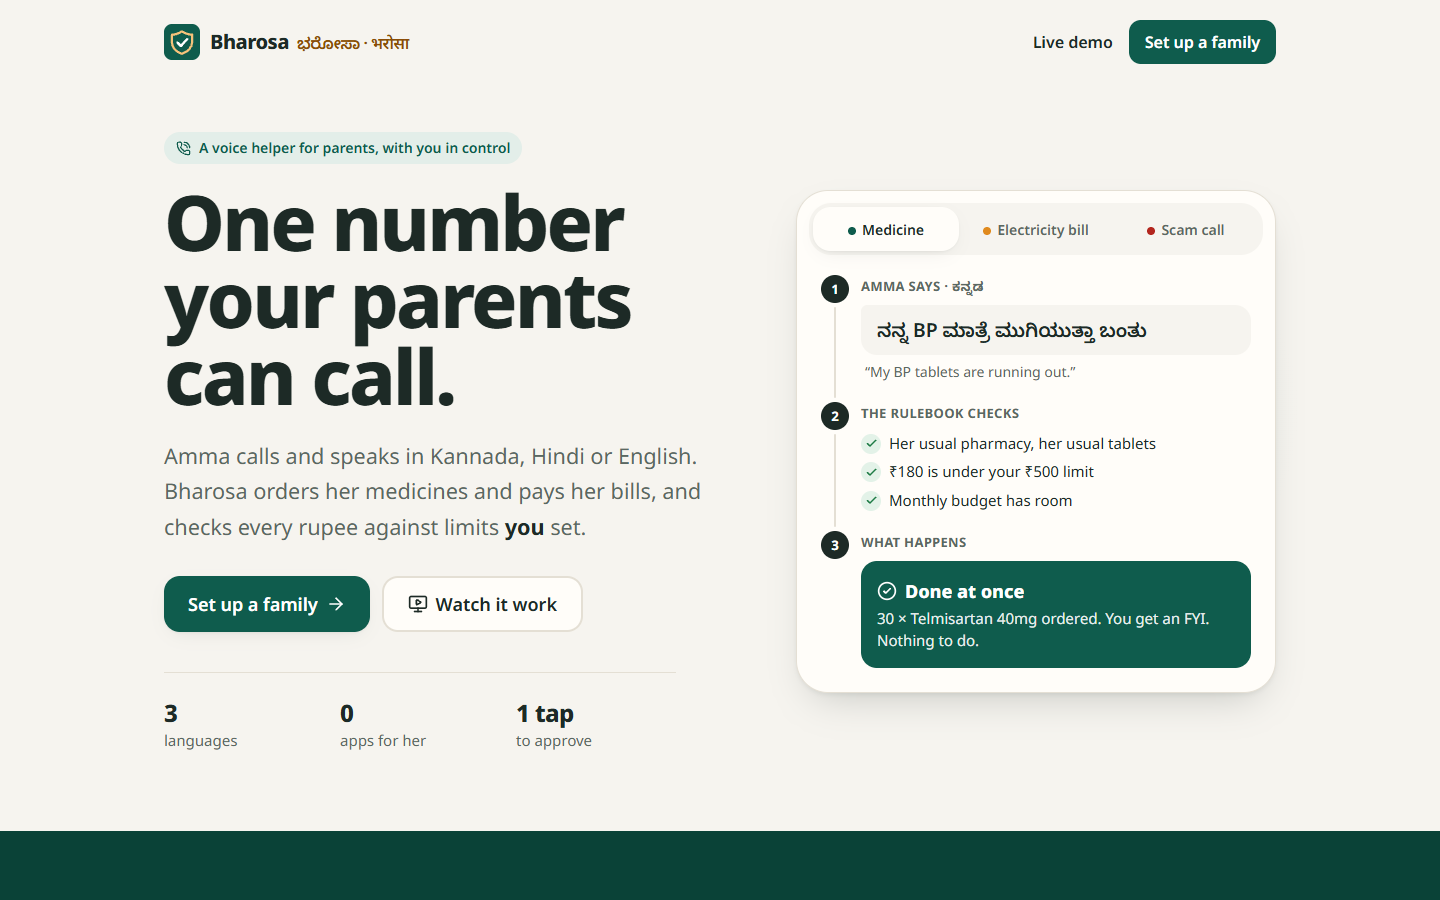 Bharosa ಭರೋಸಾ · भरोसा
Live demo
Set up a family
A voice helper for parents, with you in control
One number
your parents
can call.
Amma calls and speaks in Kannada, Hindi or English.
Bharosa orders her medicines and pays her bills, and
checks every rupee against limits you set.
Set up a family
Watch it work
3
languages
0
apps for her
1 tap
to approve
Medicine
Electricity bill
Scam call
1
AMMA SAYS · ಕನ್ನಡ
ನನ್ನ BP ಮಾತ್ರೆ ಮುಗಿಯುತ್ತಾ ಬಂತು
“My BP tablets are running out.”
2
THE RULEBOOK CHECKS
Her usual pharmacy, her usual tablets
₹180 is under your ₹500 limit
Monthly budget has room
3
WHAT HAPPENS
Done at once
30 × Telmisartan 40mg ordered. You get an FYI.
Nothing to do.